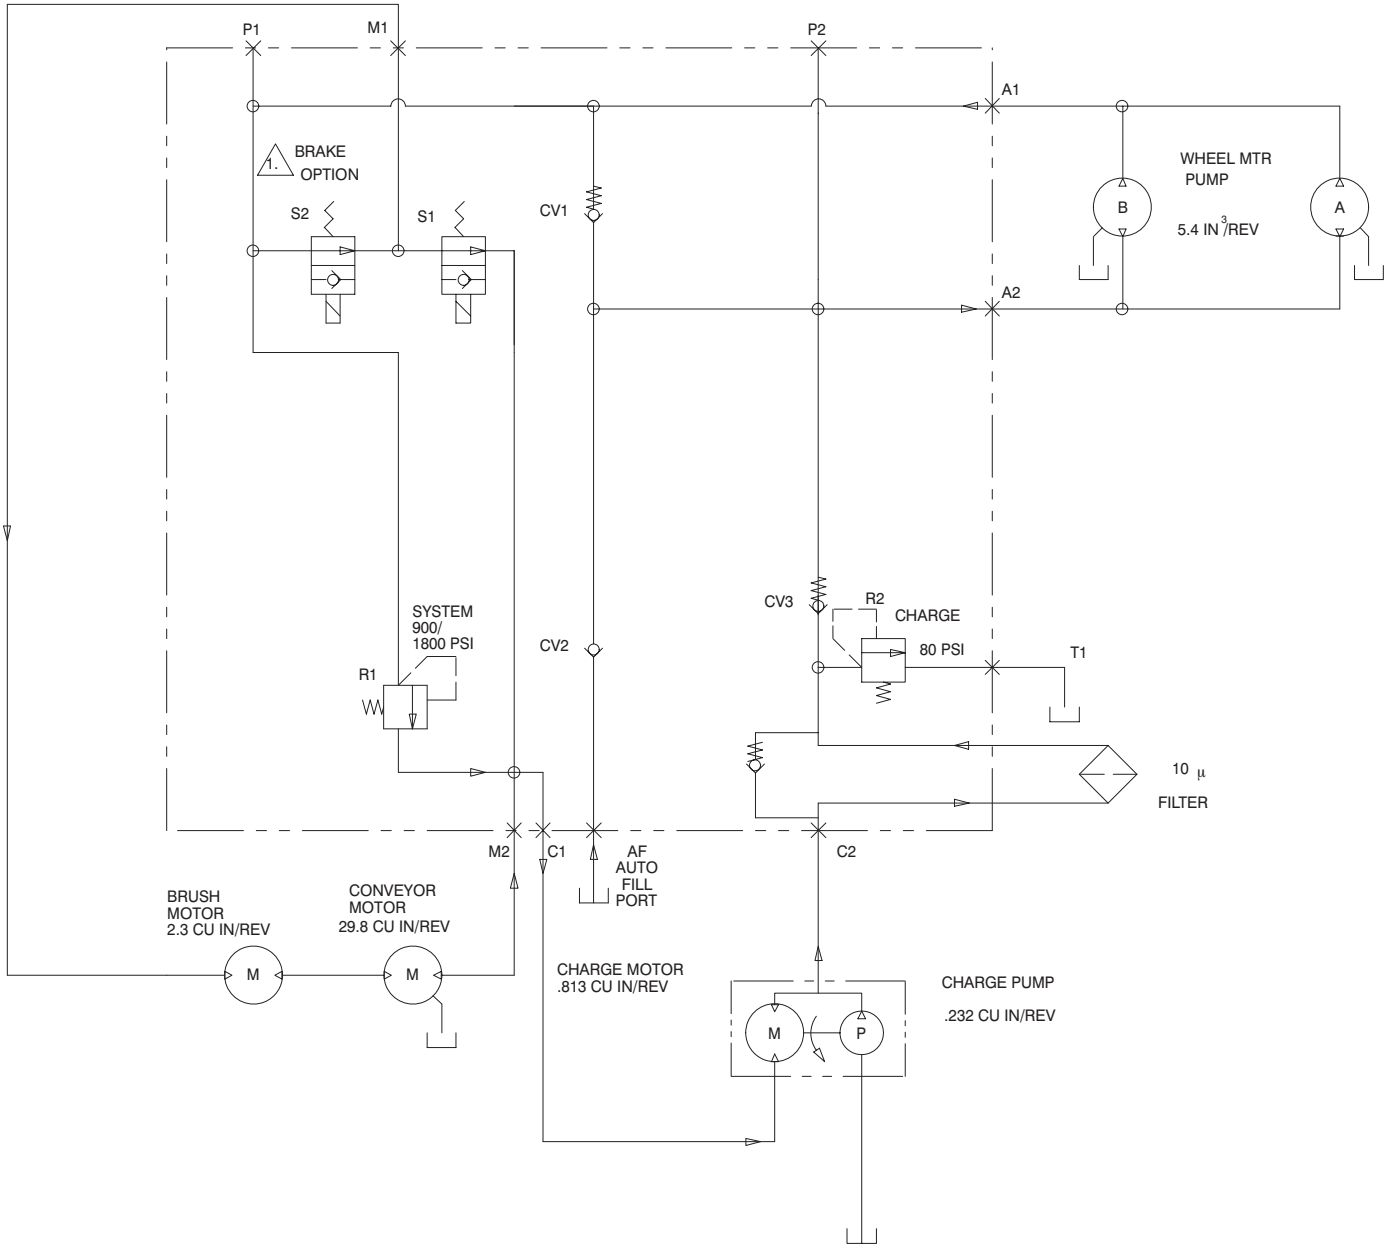 P1
M1
P2
A1
1.
BRAKE
OPTION
WHEEL MTR
PUMP
5.4 IN³/REV
B
A
S2
S1
CV1
A2
CV3
R2
CHARGE
80 PSI
T1
SYSTEM
900/
1800 PSI
R1
CV2
10 μ
FILTER
M2
C1
AF
AUTO
FILL
PORT
C2
BRUSH
MOTOR
2.3 CU IN/REV
CONVEYOR
MOTOR
29.8 CU IN/REV
M
M
CHARGE MOTOR
.813 CU IN/REV
M
P
CHARGE PUMP
.232 CU IN/REV